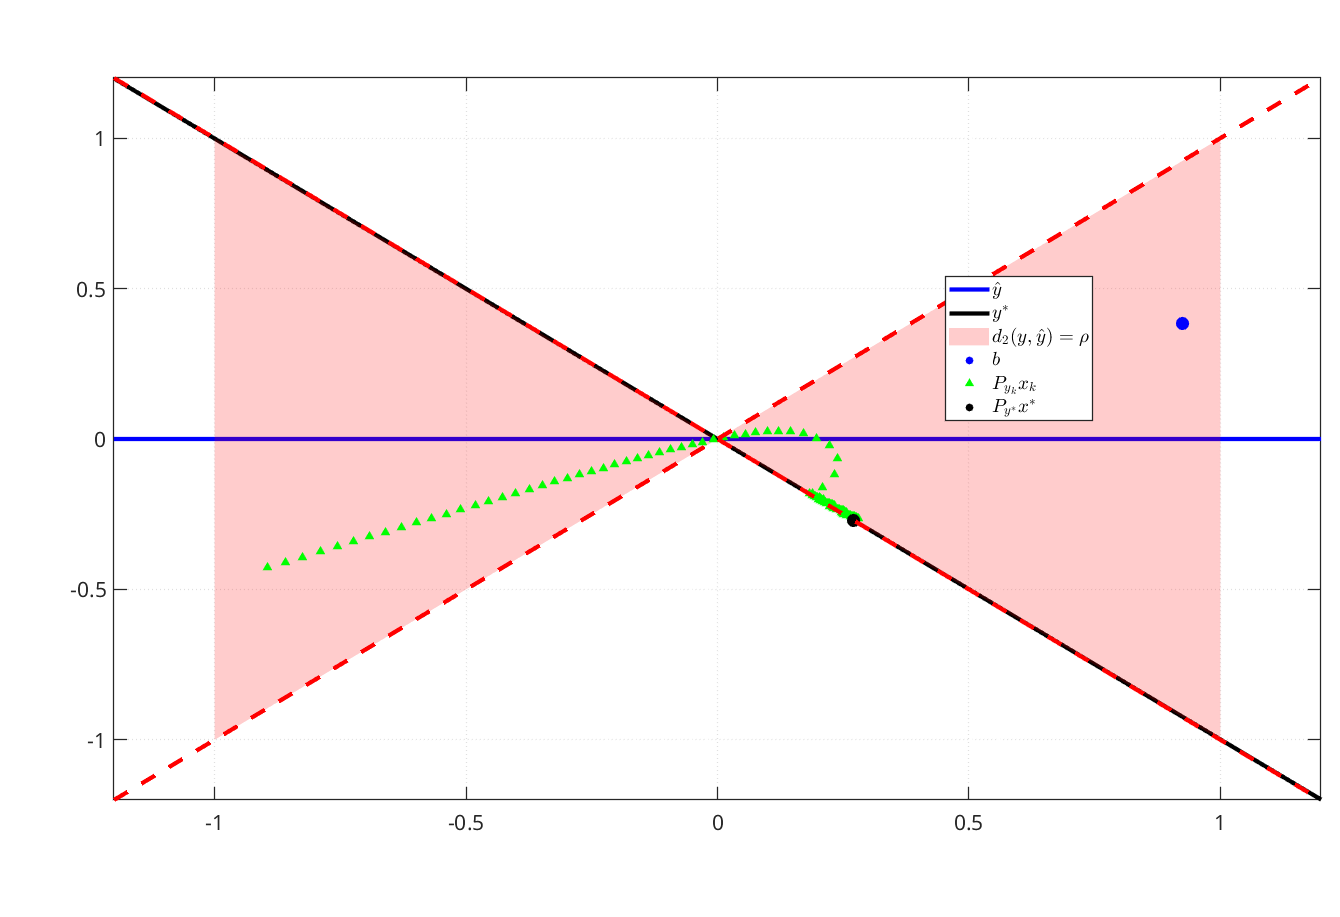 1
0.5
0
-0.5
-1
-1
-0.5
0
0.5
1
ŷ
y*
d₂(y, ŷ) = ρ
b
P_{y_k} x_k
P_{y*} x*